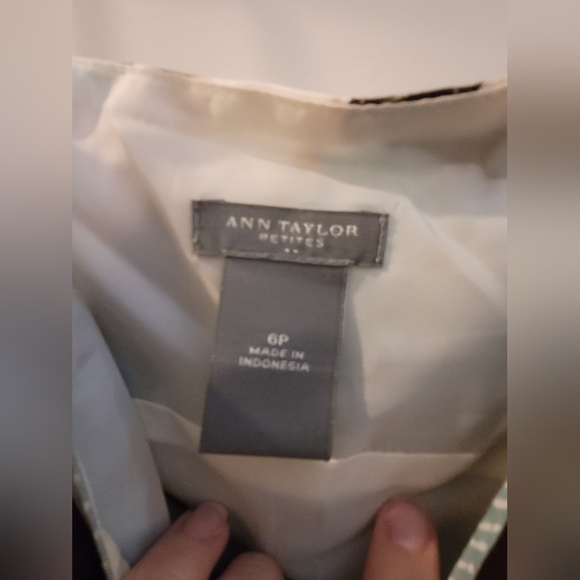 ANN TAYLOR
PETITES
6P
MADE IN
INDONESIA